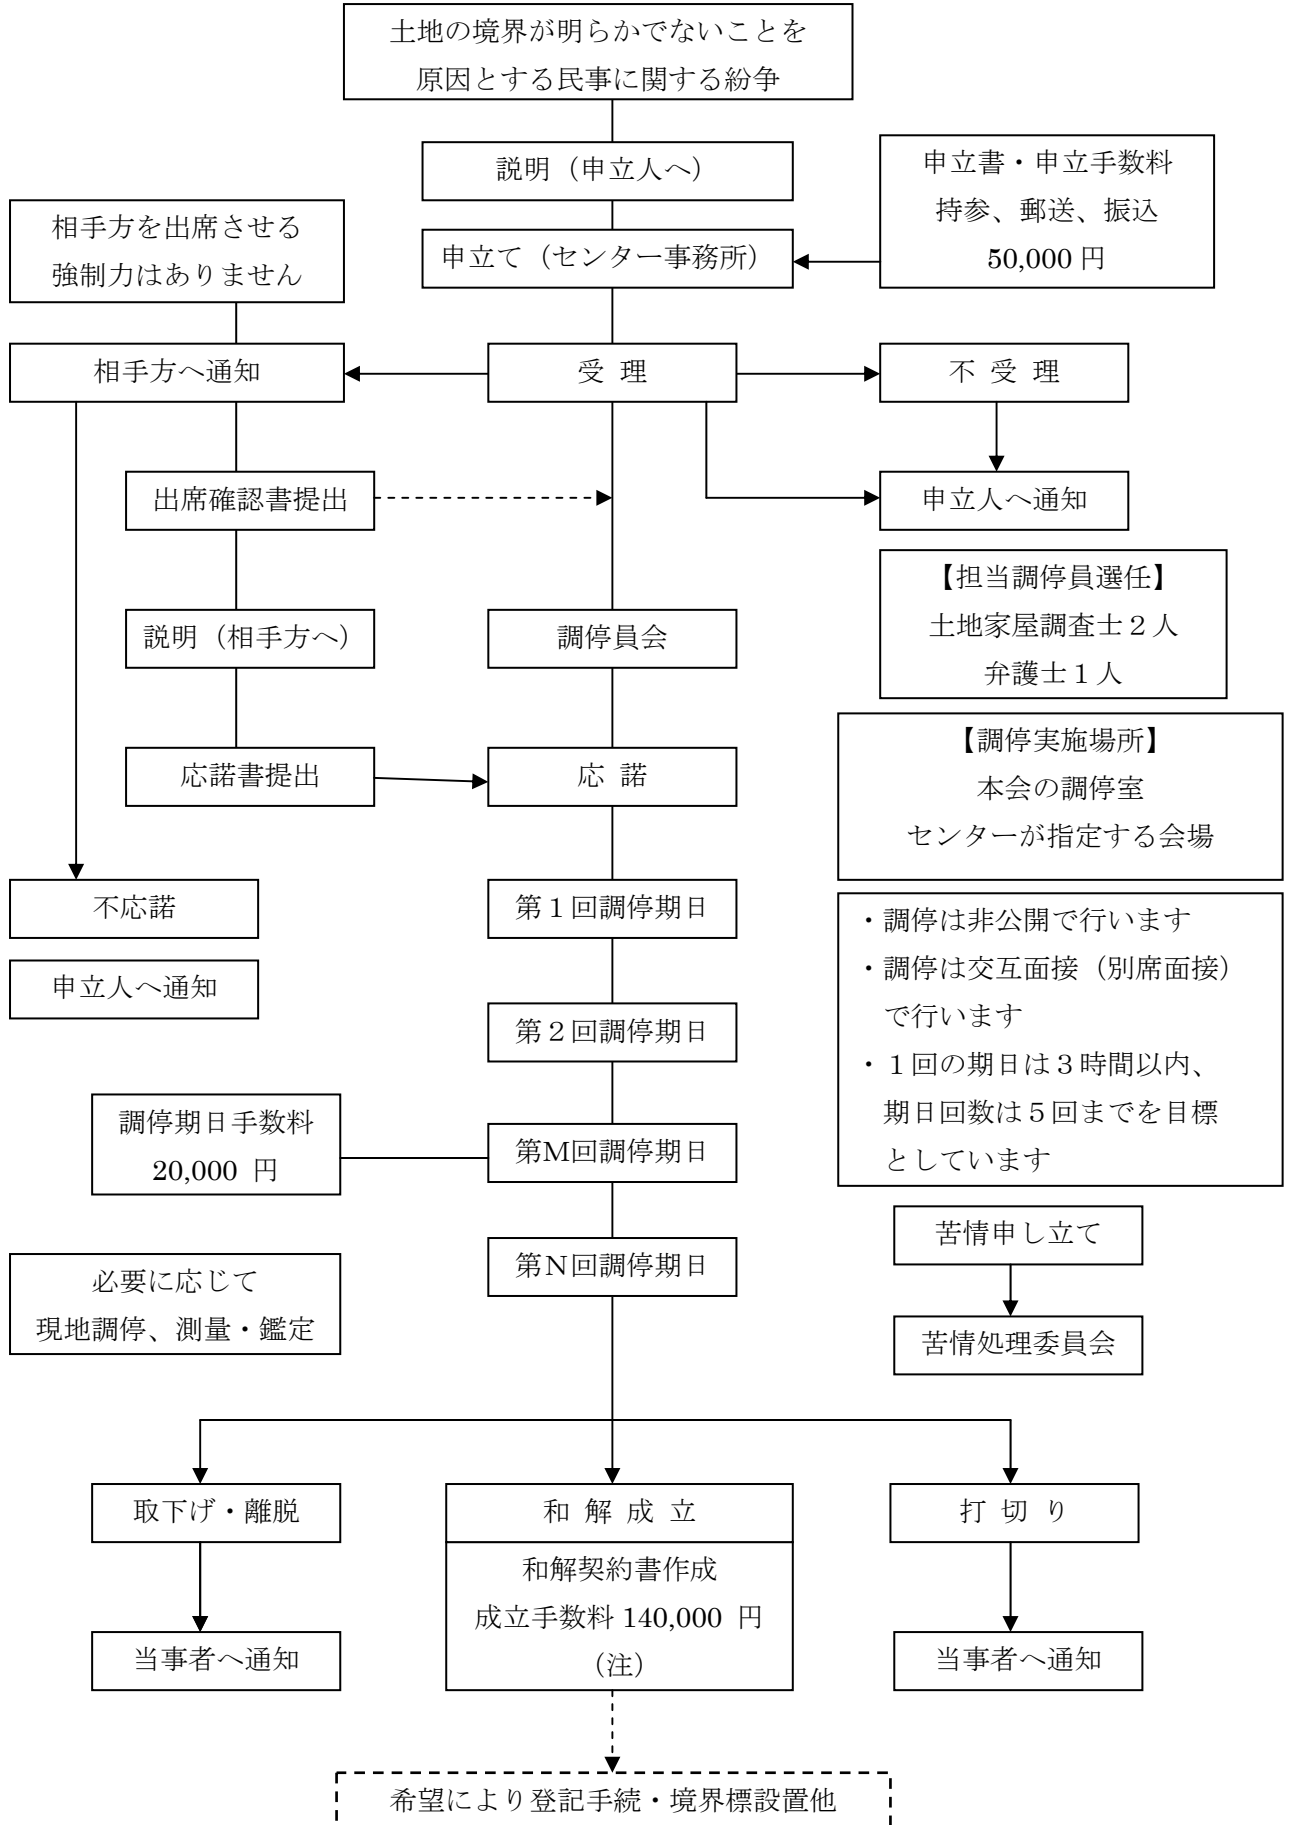 土地の境界が明らかでないことを
原因とする民事に関する紛争
説明（申立人へ）
申立書・申立手数料
持参、郵送、振込
50,000 円
相手方を出席させる
強制力はありません
申立て（センター事務所）
相手方へ通知
受 理
不 受 理
出席確認書提出
申立人へ通知
【担当調停員選任】
土地家屋調査士２人
弁護士１人
説明（相手方へ）
調停員会
【調停実施場所】
本会の調停室
センターが指定する会場
応諾書提出
応 諾
不応諾
申立人へ通知
第１回調停期日
・調停は非公開で行います
・調停は交互面接（別席面接）
で行います
・１回の期日は３時間以内、
期日回数は５回までを目標
としています
第２回調停期日
調停期日手数料
20,000 円
第M回調停期日
第N回調停期日
苦情申し立て
苦情処理委員会
必要に応じて
現地調停、測量・鑑定
取下げ・離脱
和 解 成 立
打 切 り
和解契約書作成
成立手数料 140,000 円
（注）
当事者へ通知
当事者へ通知
希望により登記手続・境界標設置他